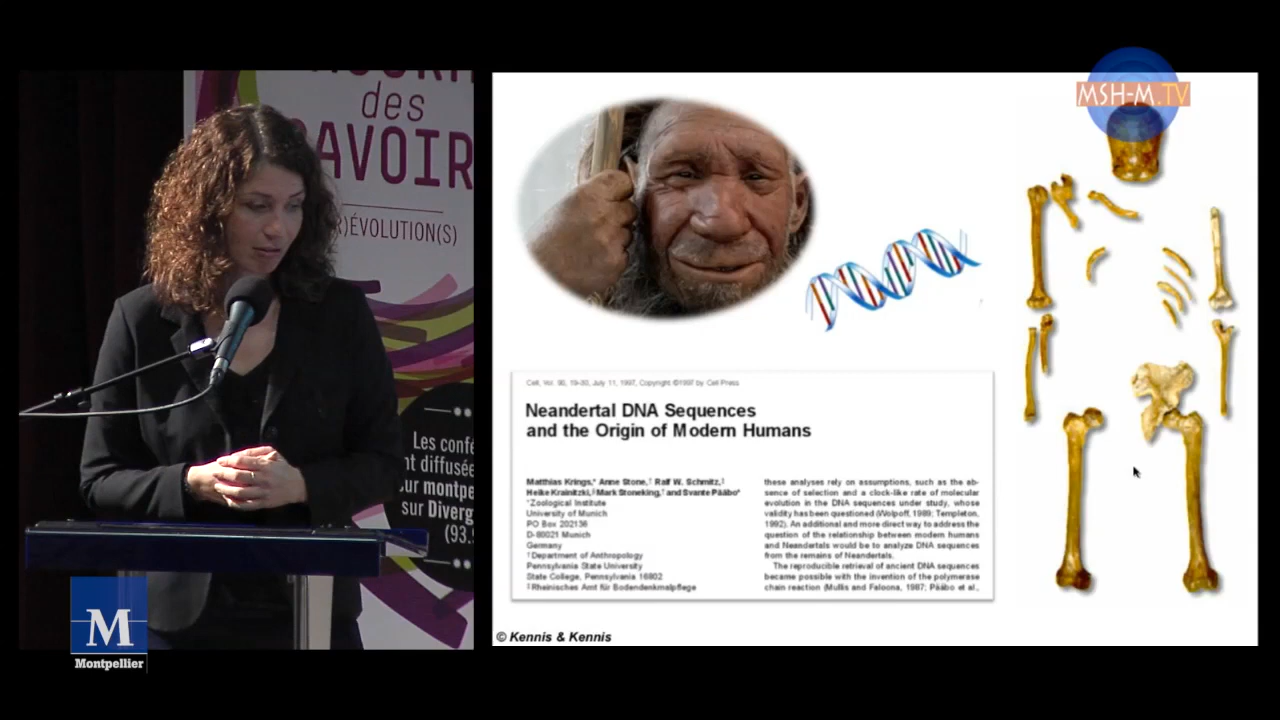 des
AVOIR
R)ÉVOLUTION(S)
Les confé
nt diffusée
ur montpe
sur Diverg
(93.
M
Montpellier
MSH-M.TV
Cell, Vol. 90, 19–30, July 11, 1997, Copyright ©1997 by Cell Press
Neandertal DNA Sequences
and the Origin of Modern Humans
Matthias Krings,* Anne Stone,† Ralf W. Schmitz,‡
Heike Krainitzki,§ Mark Stoneking,† and Svante Pääbo*
*Zoological Institute
University of Munich
PO Box 202136
D-80021 Munich
Germany
†Department of Anthropology
Pennsylvania State University
State College, Pennsylvania 16802
‡Rheinisches Amt für Bodendenkmalpflege
these analyses rely on assumptions, such as the ab-
sence of selection and a clock-like rate of molecular
evolution in the DNA sequences under study, whose
validity has been questioned (Wolpoff, 1989; Templeton,
1992). An additional and more direct way to address the
question of the relationship between modern humans
and Neandertals would be to analyze DNA sequences
from the remains of Neandertals.
The reproducible retrieval of ancient DNA sequences
became possible with the invention of the polymerase
chain reaction (Mullis and Faloona, 1987; Pääbo et al.,
© Kennis & Kennis